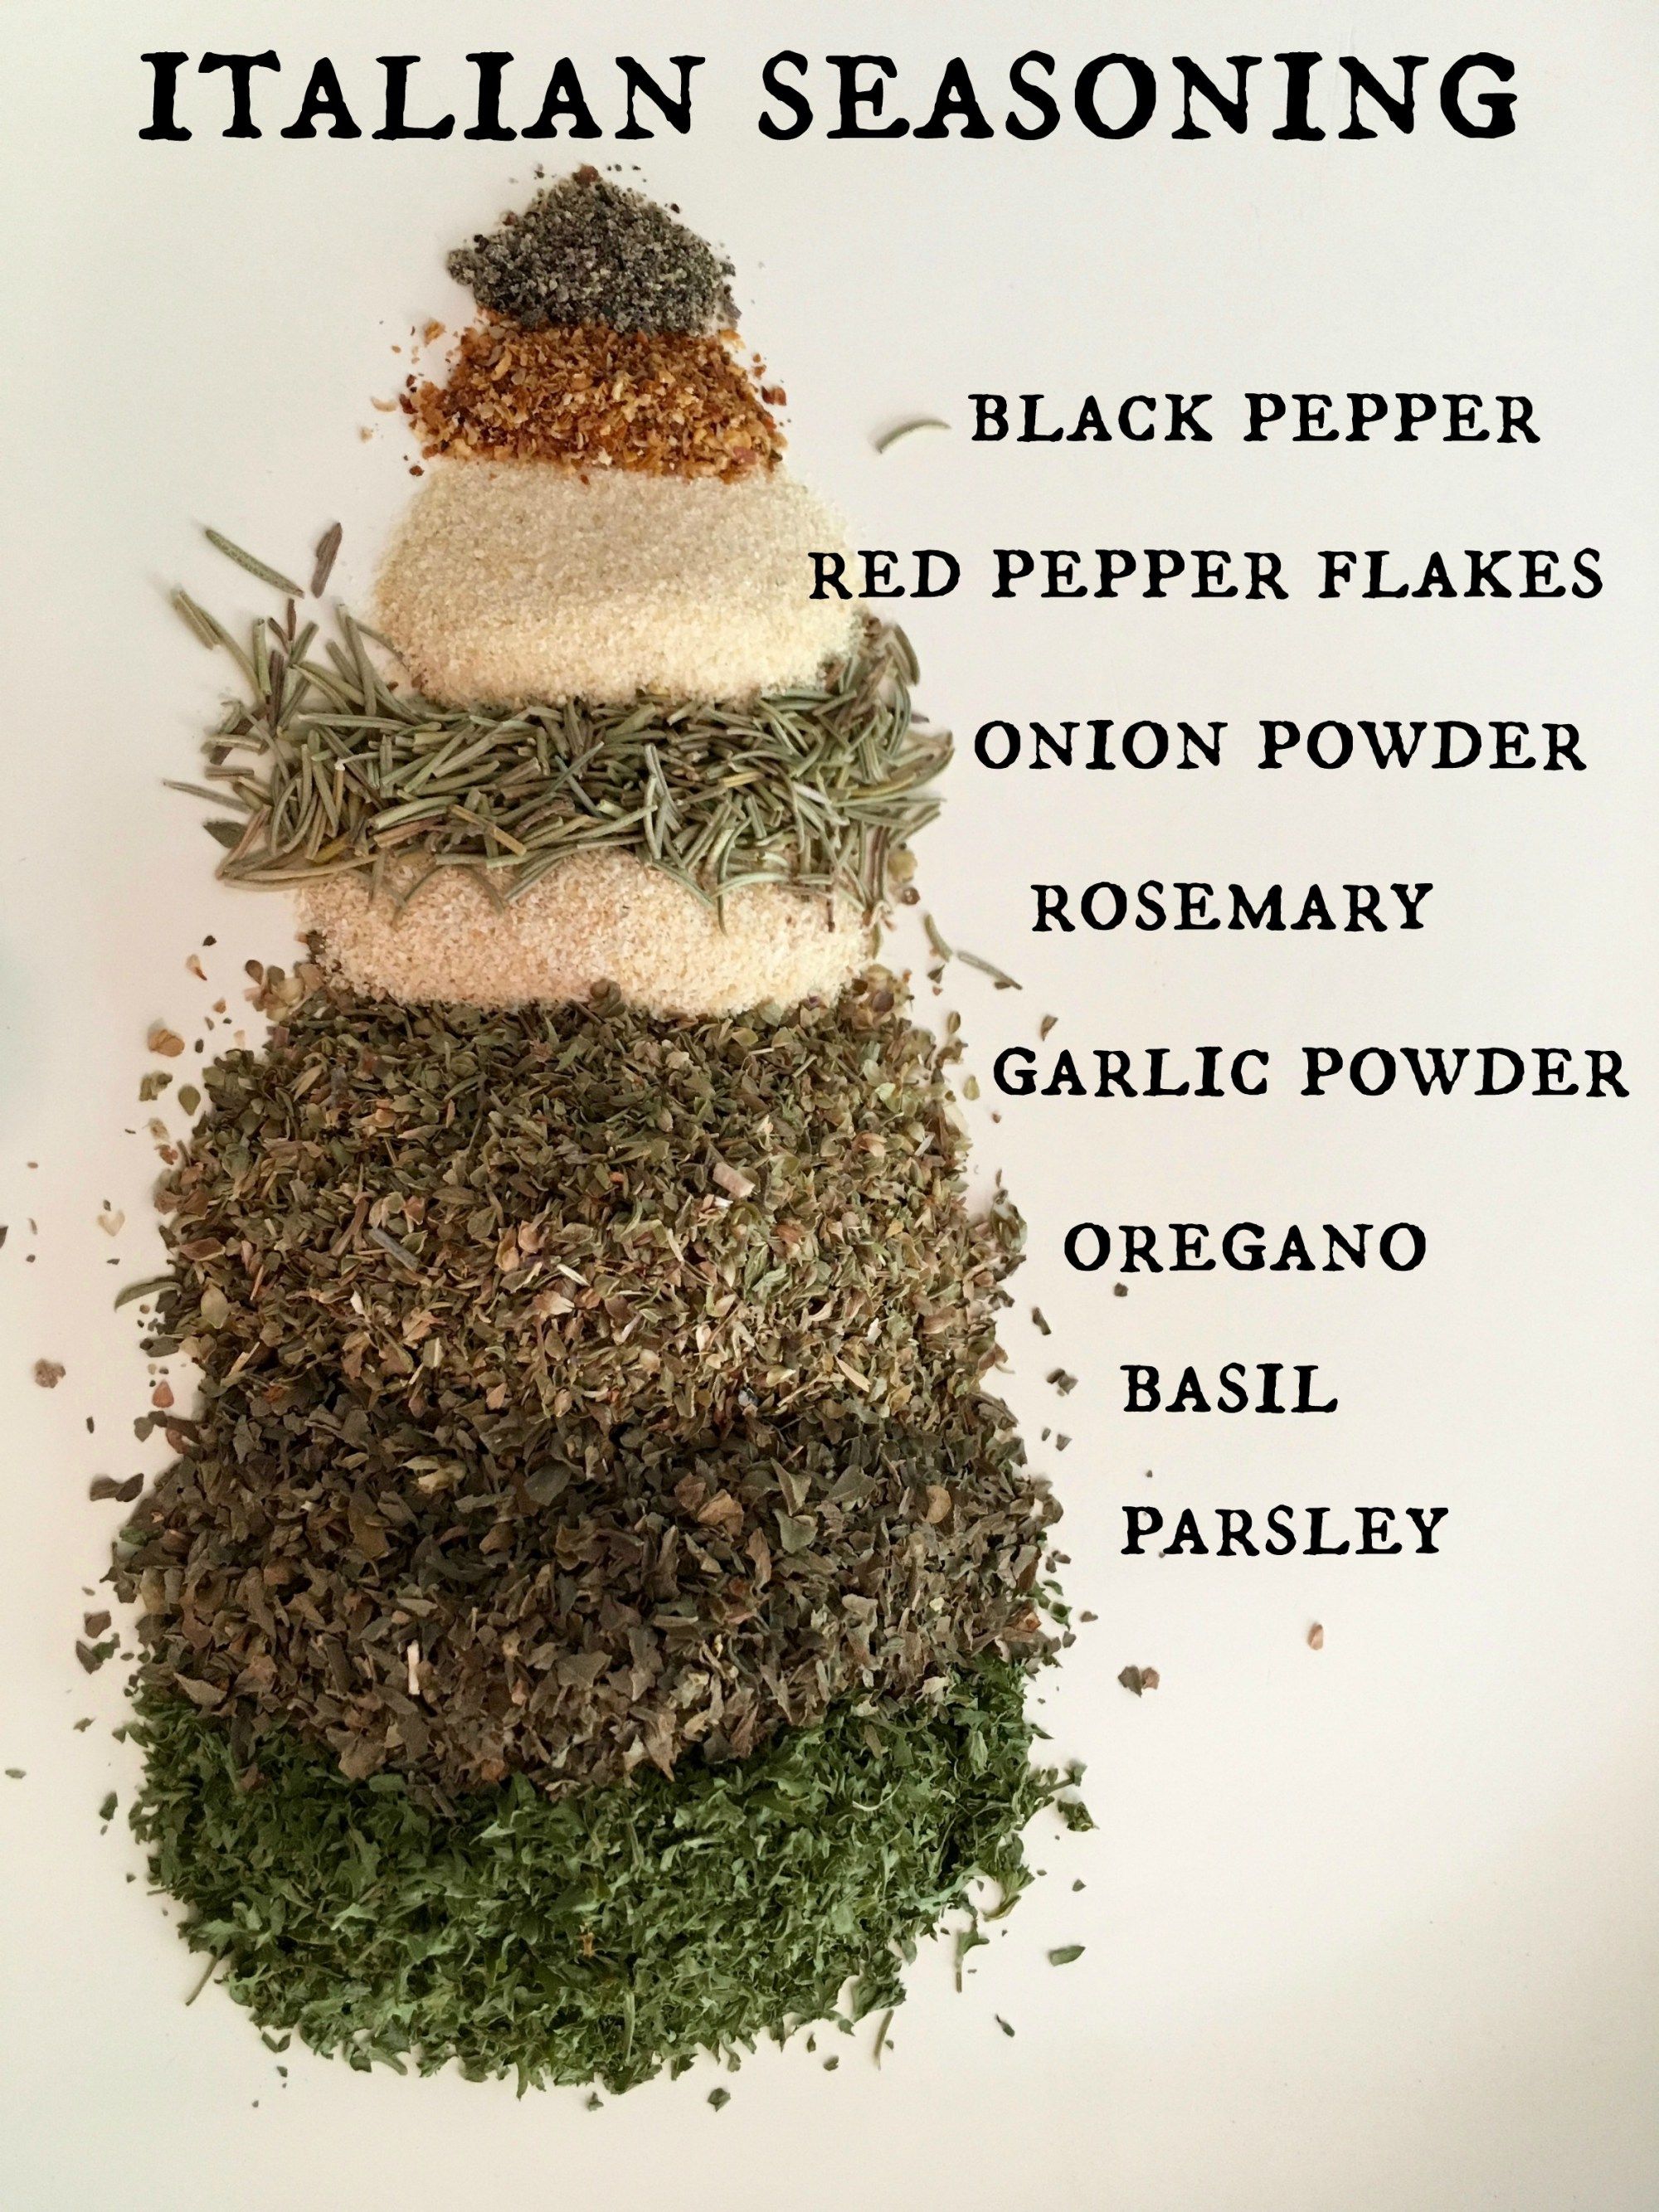 ITALIAN SEASONING
BLACK PEPPER
RED PEPPER FLAKES
ONION POWDER
ROSEMARY
GARLIC POWDER
OREGANO
BASIL
PARSLEY